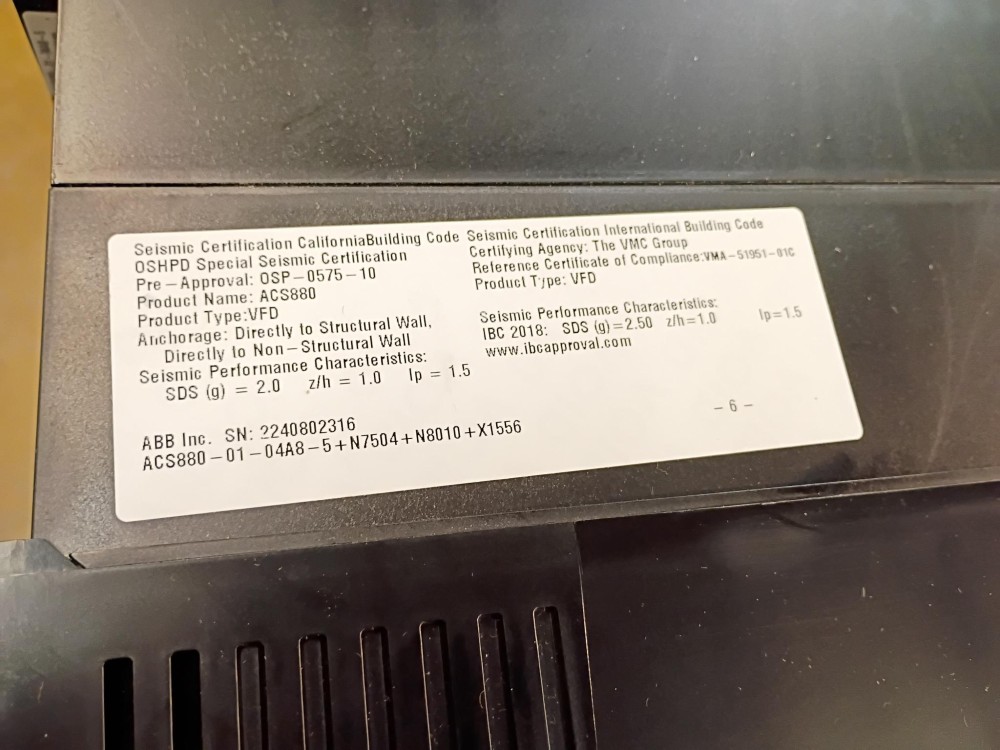 Seismic Certification CaliforniaBuilding Code
OSHPD Special Seismic Certification
Pre-Approval: OSP-0575-10
Product Name: ACS880
Product Type:VFD
Anchorage: Directly to Structural Wall,
Directly to Non-Structural Wall
Seismic Performance Characteristics:
SDS (g) = 2.0 z/h = 1.0 Ip = 1.5
Seismic Certification International Building Code
Certifying Agency: The VMC Group
Reference Certificate of Compliance:VMA-51951-01C
Product Type: VFD
Seismic Performance Characteristics:
IBC 2018: SDS (g)=2.50 z/h=1.0 Ip=1.5
www.ibcapproval.com
-6-
ABB Inc. SN: 2240802316
ACS880-01-04A8-5+N7504+N8010+X1556